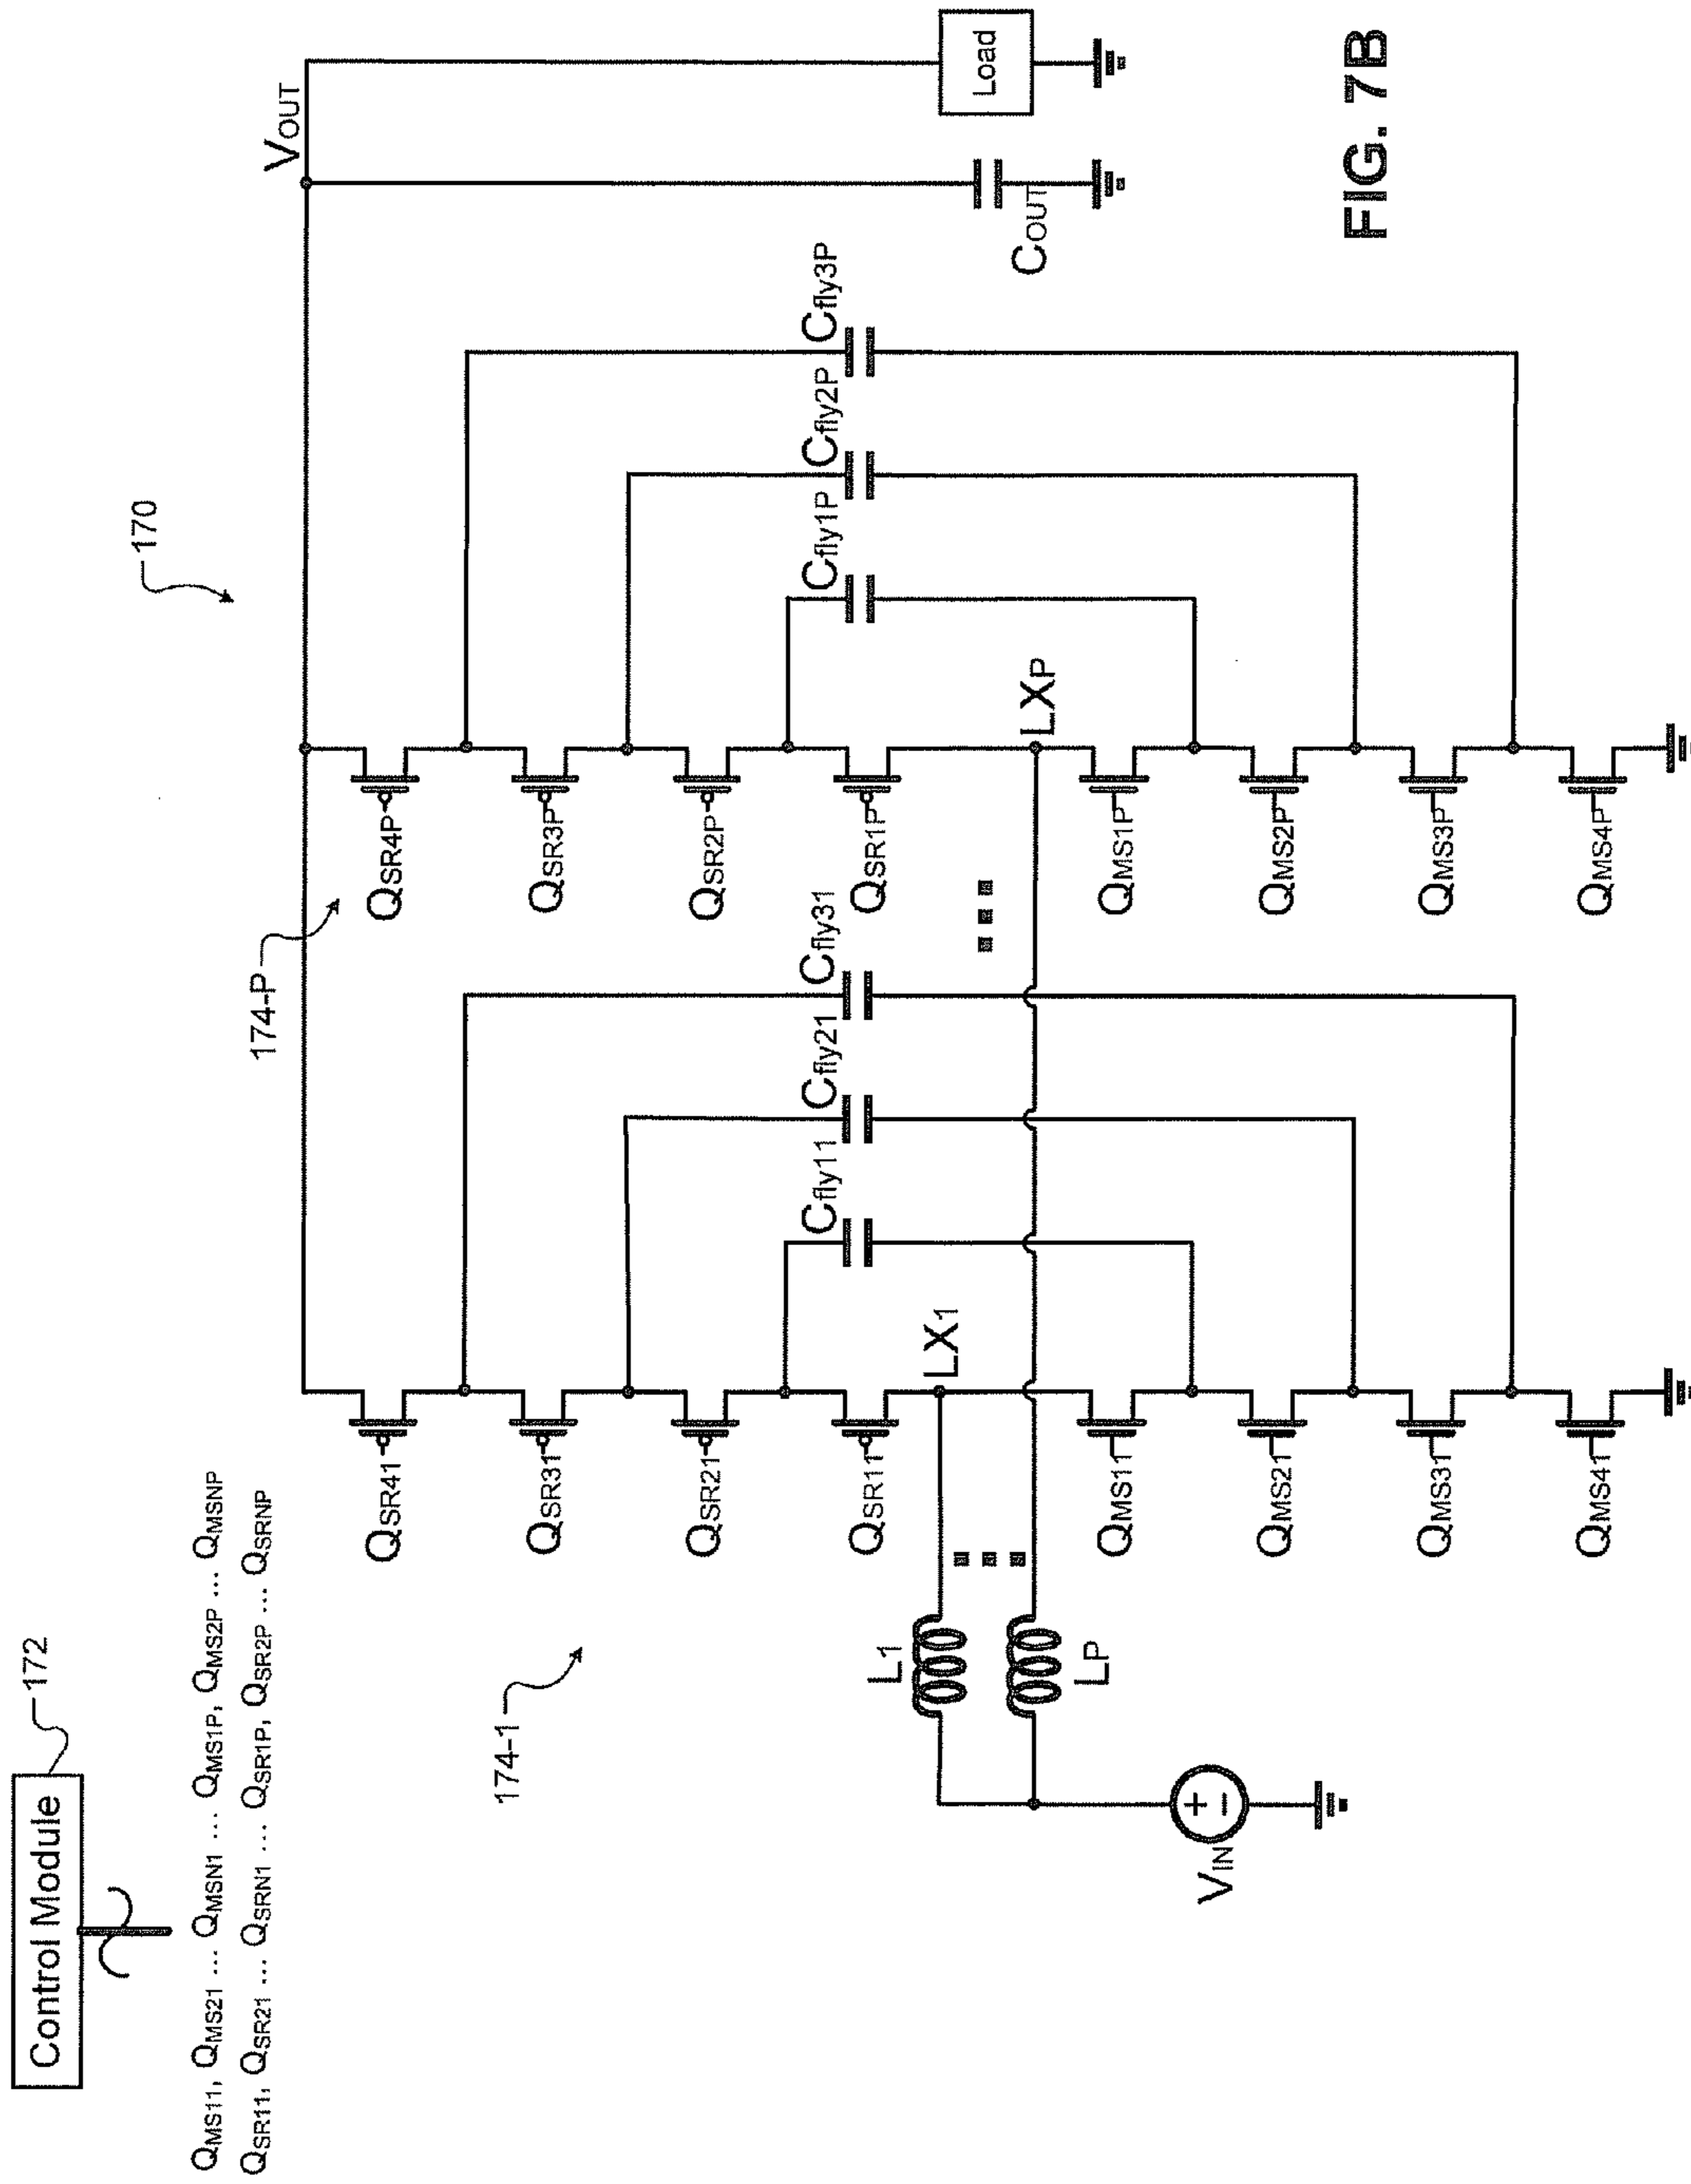 Control Module
172
QMS11, QMS21 ... QMSN1 ... QMS1P, QMS2P ... QMSNP
QSR11, QSR21 ... QSRN1 ... QSR1P, QSR2P ... QSRNP
170
174-1
174-P
VOUT
QSR41
QSR31
QSR21
QSR11
LX1
QMS11
QMS21
QMS31
QMS41
Cfly11
Cfly21
Cfly31
QSR4P
QSR3P
QSR2P
QSR1P
LXP
QMS1P
QMS2P
QMS3P
QMS4P
Cfly1P
Cfly2P
Cfly3P
L1
LP
VIN
+
−
COUT
Load
FIG. 7B